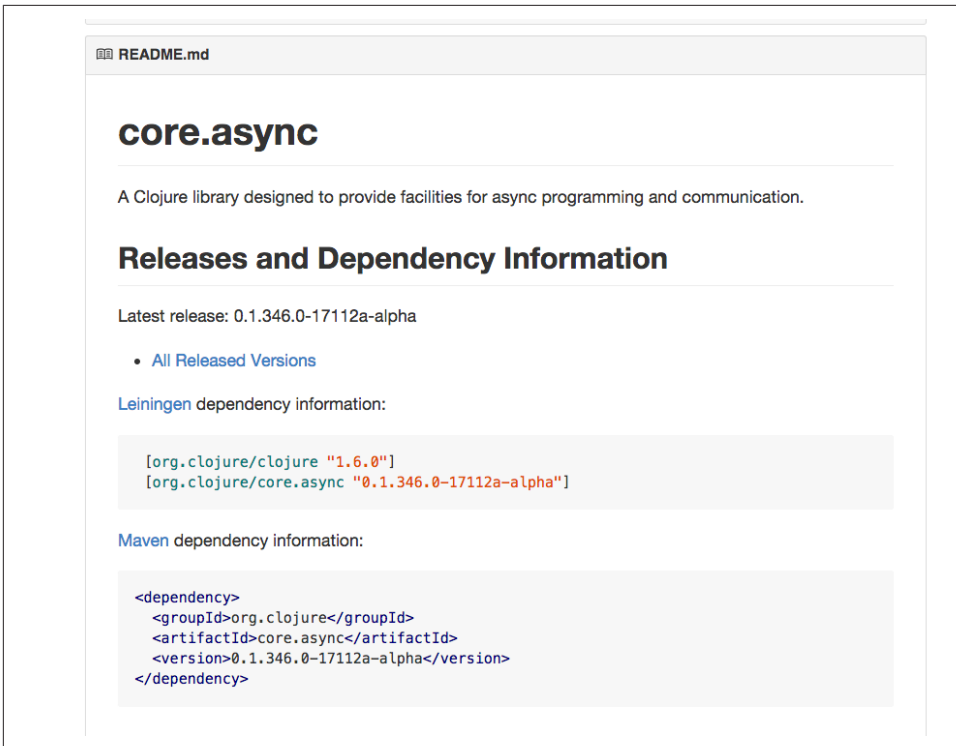 README.md
core.async
A Clojure library designed to provide facilities for async programming and communication.
Releases and Dependency Information
Latest release: 0.1.346.0-17112a-alpha
• All Released Versions
Leiningen dependency information:
[org.clojure/clojure "1.6.0"]
[org.clojure/core.async "0.1.346.0-17112a-alpha"]
Maven dependency information:
<dependency>
  <groupId>org.clojure</groupId>
  <artifactId>core.async</artifactId>
  <version>0.1.346.0-17112a-alpha</version>
</dependency>